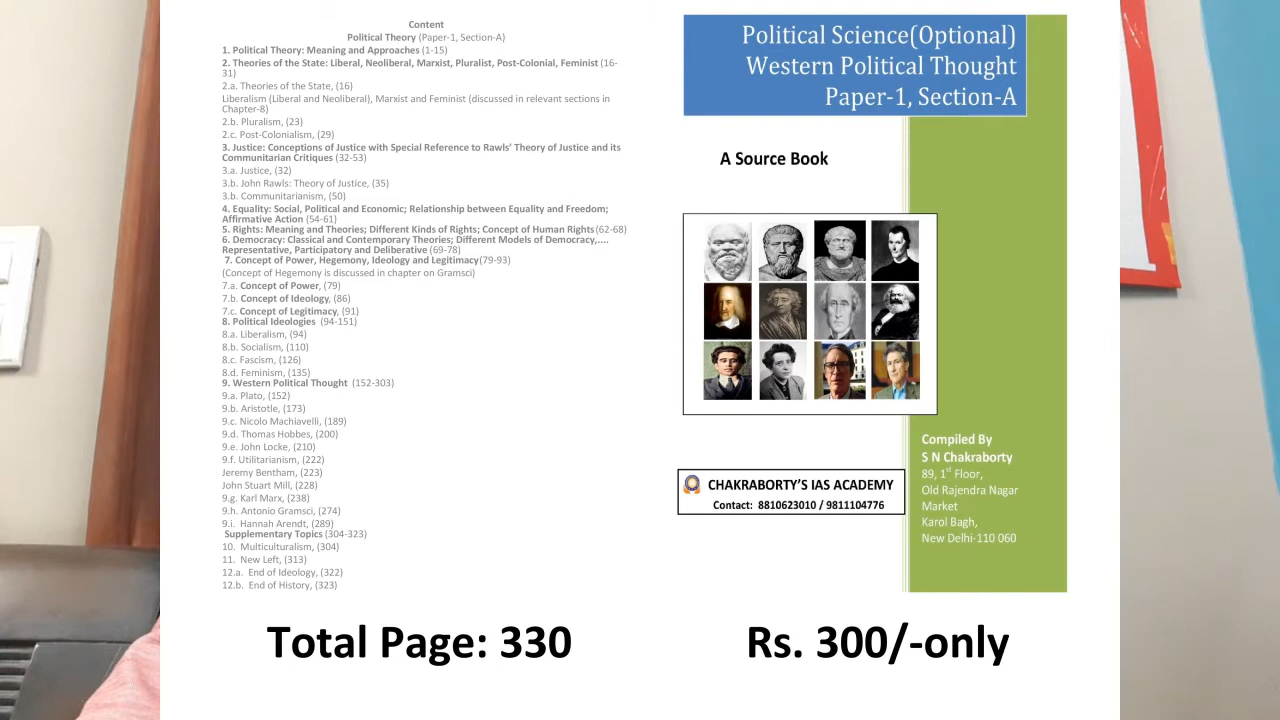 Content
Political Theory (Paper-1, Section-A)
1. Political Theory: Meaning and Approaches (1-15)
2. Theories of the State: Liberal, Neoliberal, Marxist, Pluralist, Post-Colonial, Feminist (16-
31)
2.a. Theories of the State, (16)
Liberalism (Liberal and Neoliberal), Marxist and Feminist (discussed in relevant sections in
Chapter-8)
2.b. Pluralism, (23)
2.c. Post-Colonialism, (29)
3. Justice: Conceptions of Justice with Special Reference to Rawls' Theory of Justice and its
Communitarian Critiques (32-53)
3.a. Justice, (32)
3.b. John Rawls: Theory of Justice, (35)
3.b. Communitarianism, (50)
4. Equality: Social, Political and Economic; Relationship between Equality and Freedom;
Affirmative Action (54-61)
5. Rights: Meaning and Theories; Different Kinds of Rights; Concept of Human Rights (62-68)
6. Democracy: Classical and Contemporary Theories; Different Models of Democracy,....
Representative, Participatory and Deliberative (69-78)
7. Concept of Power, Hegemony, Ideology and Legitimacy(79-93)
(Concept of Hegemony is discussed in chapter on Gramsci)
7.a. Concept of Power, (79)
7.b. Concept of Ideology, (86)
7.c. Concept of Legitimacy, (91)
8. Political Ideologies (94-151)
8.a. Liberalism, (94)
8.b. Socialism, (110)
8.c. Fascism, (126)
8.d. Feminism, (135)
9. Western Political Thought (152-303)
9.a. Plato, (152)
9.b. Aristotle, (173)
9.c. Nicolo Machiavelli, (189)
9.d. Thomas Hobbes, (200)
9.e. John Locke, (210)
9.f. Utilitarianism, (222)
Jeremy Bentham, (223)
John Stuart Mill, (228)
9.g. Karl Marx, (238)
9.h. Antonio Gramsci, (274)
9.i. Hannah Arendt, (289)
Supplementary Topics (304-323)
10. Multiculturalism, (304)
11. New Left, (313)
12.a. End of Ideology, (322)
12.b. End of History, (323)
Total Page: 330
Political Science(Optional)
Western Political Thought
Paper-1, Section-A
A Source Book
CHAKRABORTY'S IAS ACADEMY
Contact: 8810623010 / 9811104776
Compiled By
S N Chakraborty
89, 1st Floor,
Old Rajendra Nagar
Market
Karol Bagh,
New Delhi-110 060
Rs. 300/-only